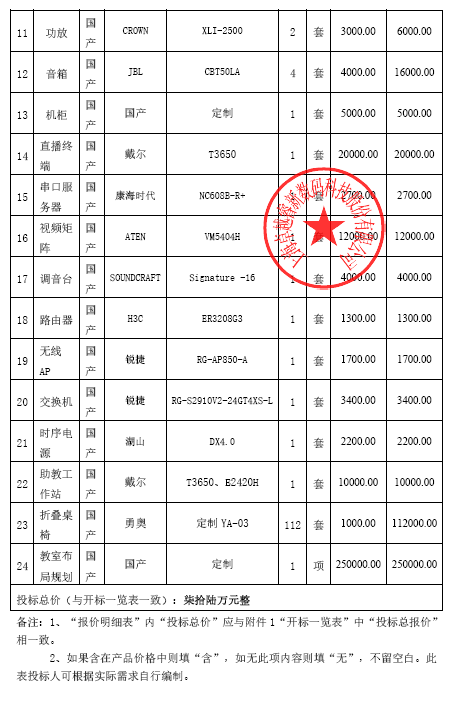 11 功放 国产 CROWN XLI-2500 2 套 3000.00 6000.00
12 音箱 国产 JBL CBT50LA 4 套 4000.00 16000.00
13 机柜 国产 国产 定制 1 套 5000.00 5000.00
14 直播终端 国产 戴尔 T3650 1 套 20000.00 20000.00
15 串口服务器 国产 康海时代 NC608B-R+ 1 套 2700.00 2700.00
16 视频矩阵 国产 ATEN VM5404H 1 套 12000.00 12000.00
17 调音台 国产 SOUNDCRAFT Signature -16 1 套 4000.00 4000.00
18 路由器 国产 H3C ER3208G3 1 套 1300.00 1300.00
19 无线AP 国产 锐捷 RG-AP850-A 1 套 1700.00 1700.00
20 交换机 国产 锐捷 RG-S2910V2-24GT4XS-L 1 套 3400.00 3400.00
21 时序电源 国产 湖山 DX4.0 1 套 2200.00 2200.00
22 助教工作站 国产 戴尔 T3650、E2420H 1 套 10000.00 10000.00
23 折叠桌椅 国产 勇奥 定制 YA-03 112 套 1000.00 112000.00
24 教室布局规划 国产 国产 定制 1 项 250000.00 250000.00
投标总价（与开标一览表一致）：柒拾陆万元整
备注：1、“报价明细表”内“投标总价”应与附件 1“开标一览表”中“投标总报价”
相一致。
2、如果含在产品价格中则填“含”，如无此项内容则填“无”，不留空白。此
表投标人可根据实际需求自行编制。